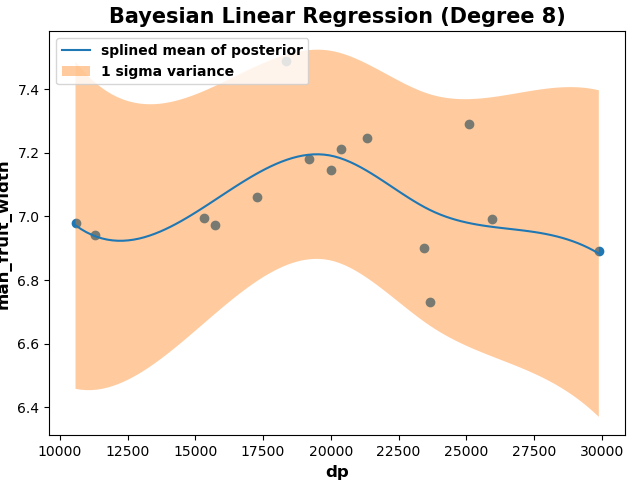 Bayesian Linear Regression (Degree 8)
splined mean of posterior
1 sigma variance
man_fruit_width
7.4
7.2
7.0
6.8
6.6
6.4
10000 12500 15000 17500 20000 22500 25000 27500 30000
dp